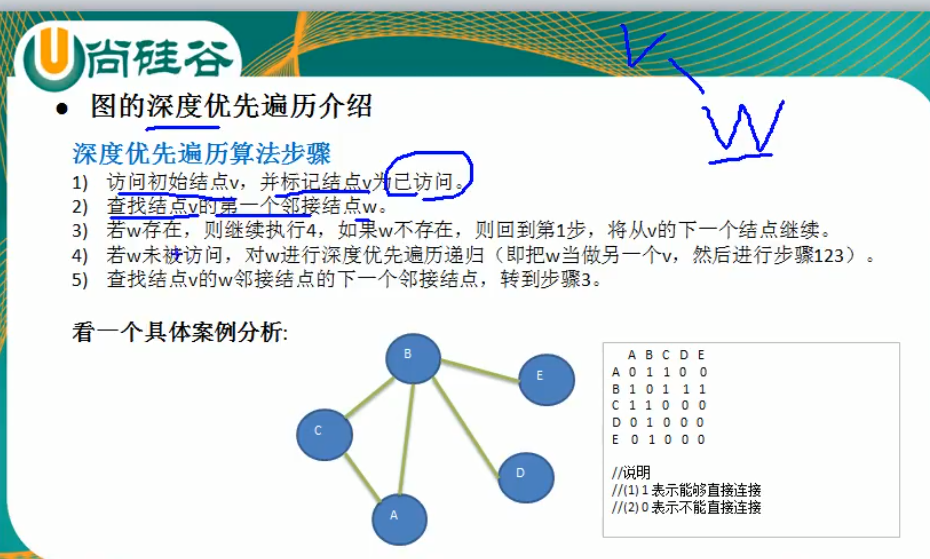 尚硅谷
V
W
• 图的深度优先遍历介绍
深度优先遍历算法步骤
1) 访问初始结点v，并标记结点v为已访问。
2) 查找结点v的第一个邻接结点w。
3) 若w存在，则继续执行4，如果w不存在，则回到第1步，将从v的下一个结点继续。
4) 若w未被访问，对w进行深度优先遍历递归（即把w当做另一个v，然后进行步骤123）。
5) 查找结点v的w邻接结点的下一个邻接结点，转到步骤3。
看一个具体案例分析:
B
E
C
D
A
A B C D E
A 0 1 1 0 0
B 1 0 1 1 1
C 1 1 0 0 0
D 0 1 0 0 0
E 0 1 0 0 0
//说明
//(1) 1 表示能够直接连接
//(2) 0 表示不能直接连接